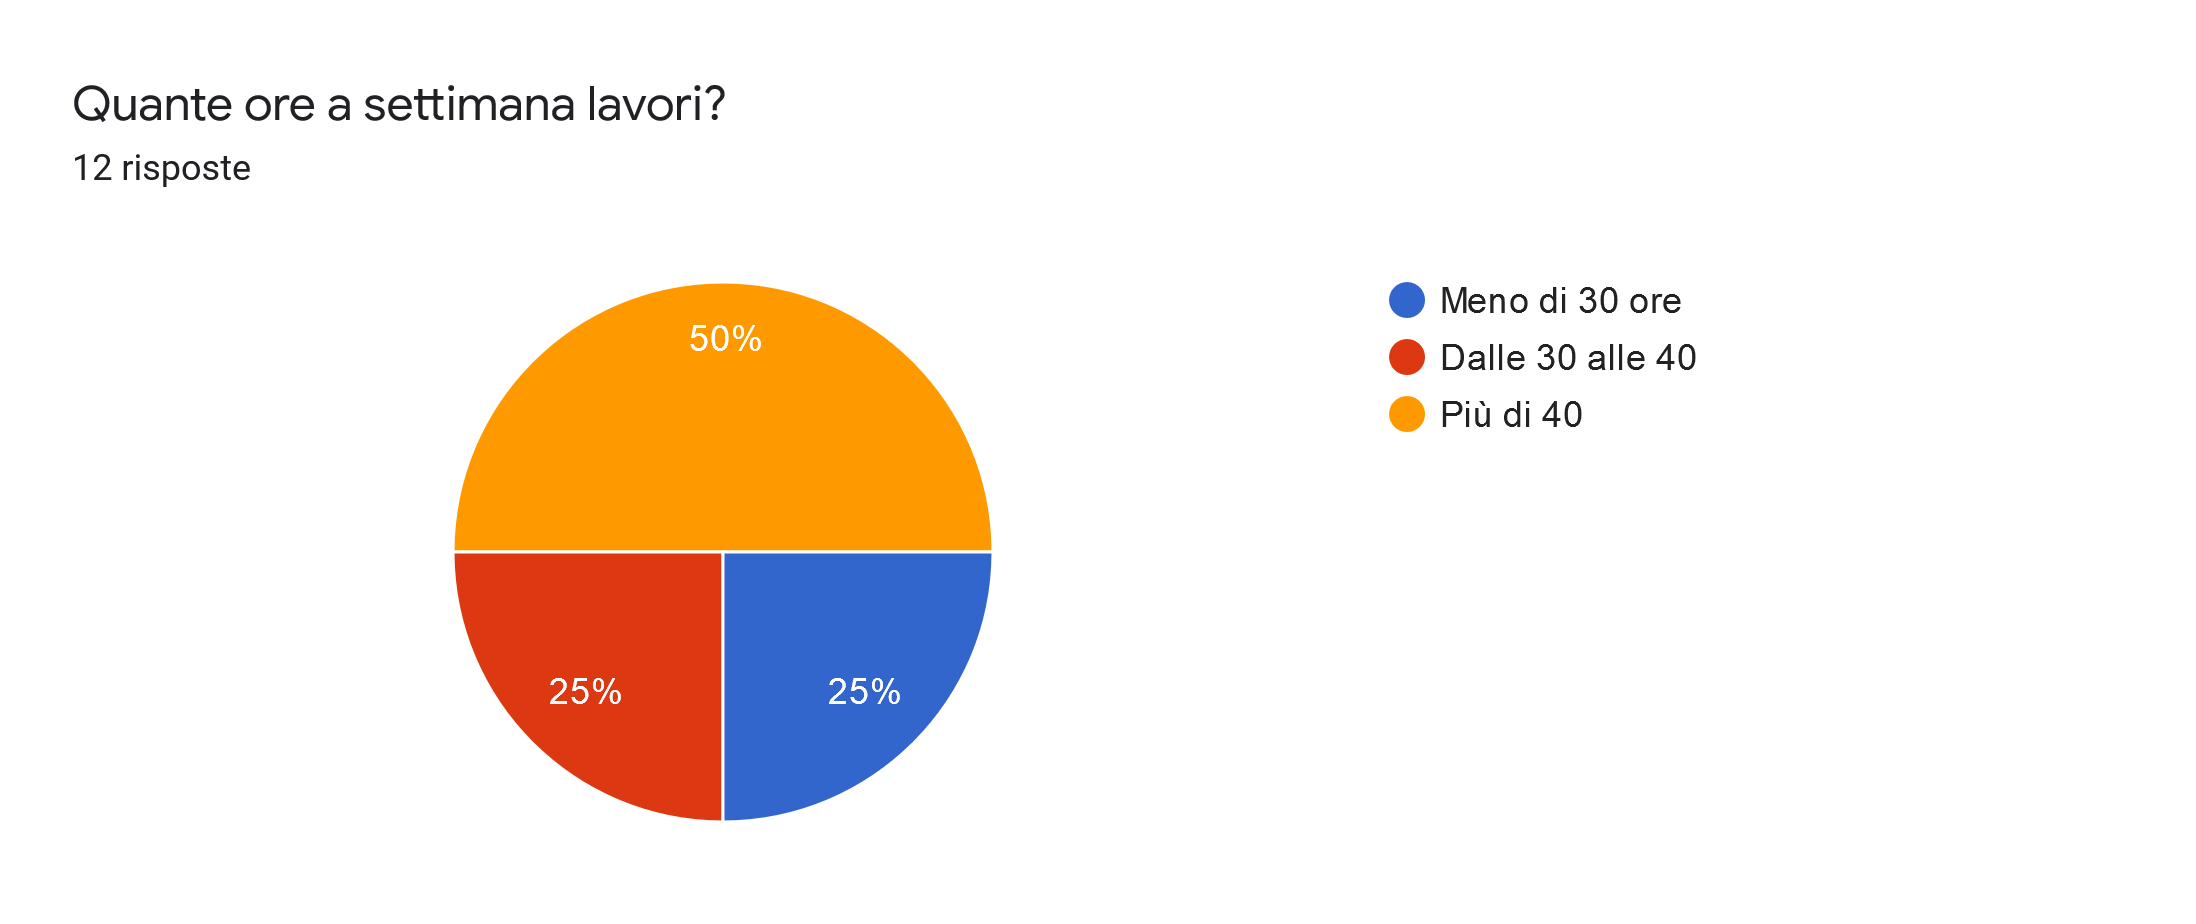 Quante ore a settimana lavori?
12 risposte
50%
25%
25%
Meno di 30 ore
Dalle 30 alle 40
Più di 40